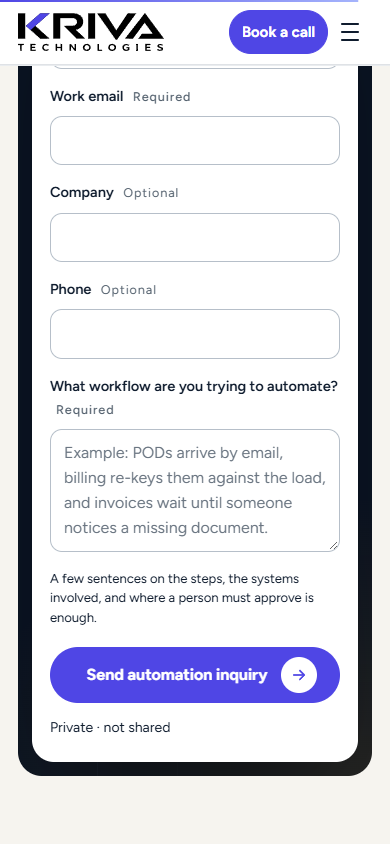 KRIVA
TECHNOLOGIES
Book a call
Work email Required
Company Optional
Phone Optional
What workflow are you trying to automate?
Required
Example: PODs arrive by email,
billing re-keys them against the load,
and invoices wait until someone
notices a missing document.
A few sentences on the steps, the systems
involved, and where a person must approve is
enough.
Send automation inquiry
Private · not shared